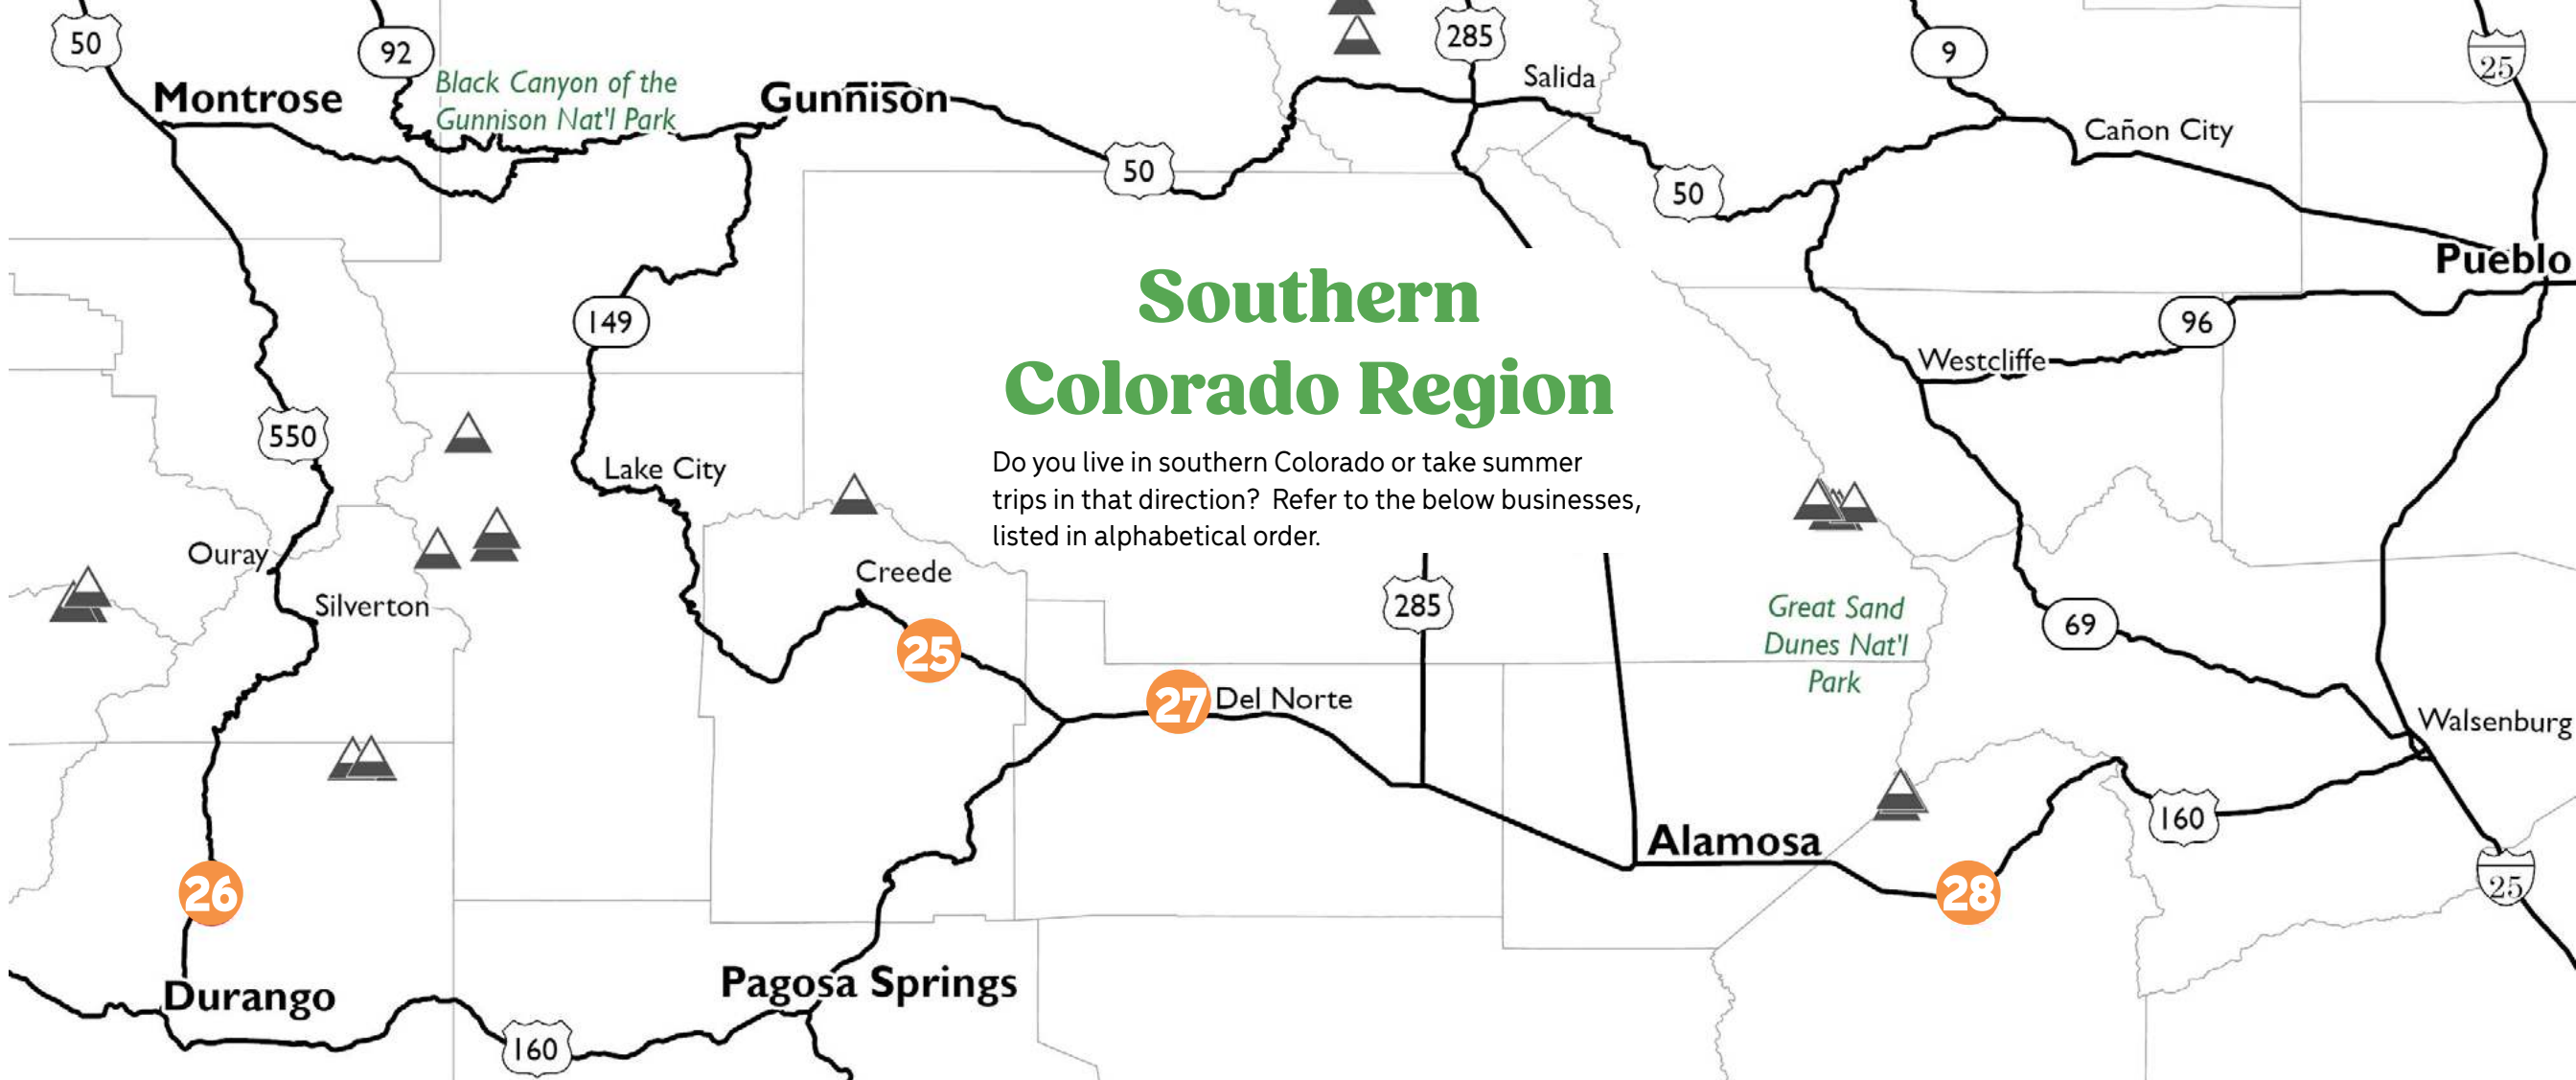 50
92
285
9
25
Montrose
Black Canyon of the
Gunnison Nat'l Park
Gunnison
Salida
Cañon City
50
50
Pueblo
149
96
Southern
Colorado Region
Westcliffe
550
Lake City
Do you live in southern Colorado or take summer
trips in that direction?  Refer to the below businesses,
listed in alphabetical order.
Ouray
Creede
Silverton
285
Great Sand
Dunes Nat'l
Park
69
25
27
Del Norte
Walsenburg
160
Alamosa
26
28
25
Durango
Pagosa Springs
160